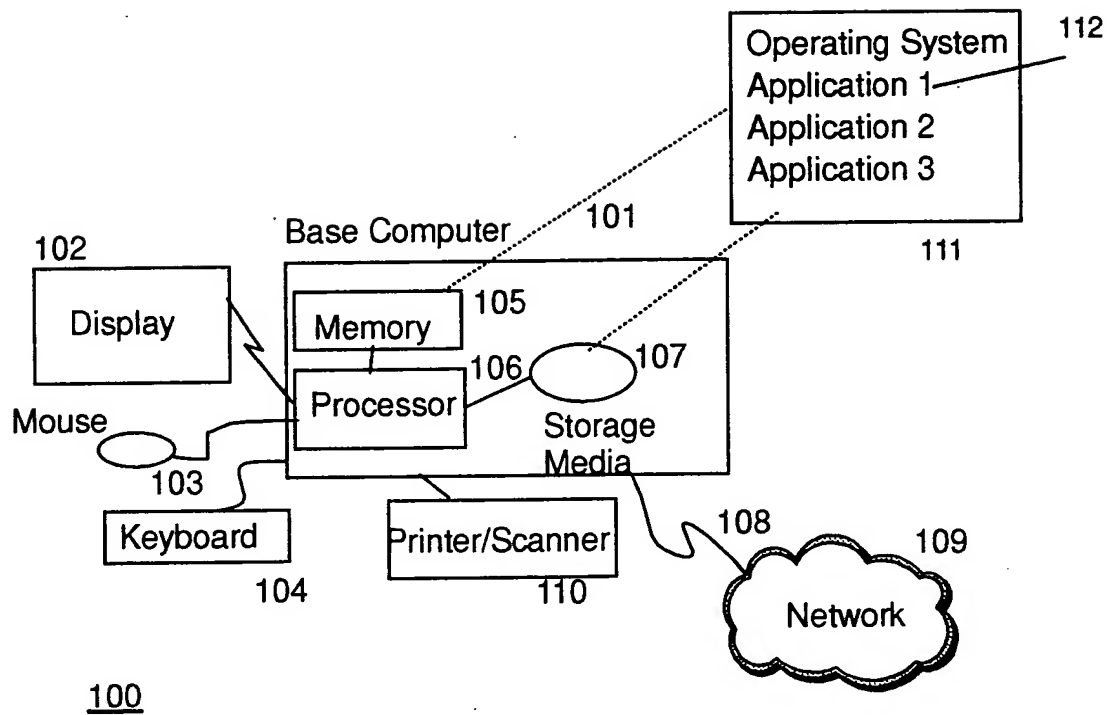 112
Operating System
Application 1
Application 2
Application 3
101
111
Base Computer
102
Display
105
Memory
106
107
Processor
Mouse
Storage
Media
103
Keyboard
104
Printer/Scanner
110
108
109
Network
100